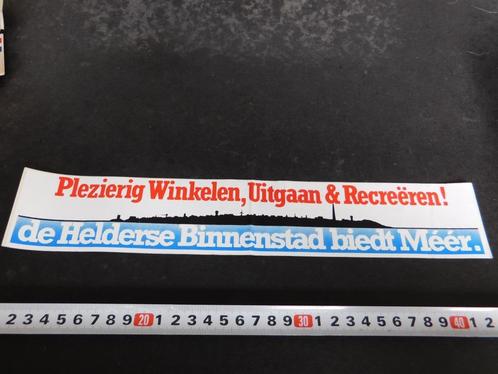 Plezierig Winkelen, Uitgaan & Recreëren!
de Helderse Binnenstad biedt Méér.
2 3 4 5 6 7 8 9 20 1 2 3 4 5 6 7 8 9 30 1 2 3 4 5 6 7 8 9 40 1 2